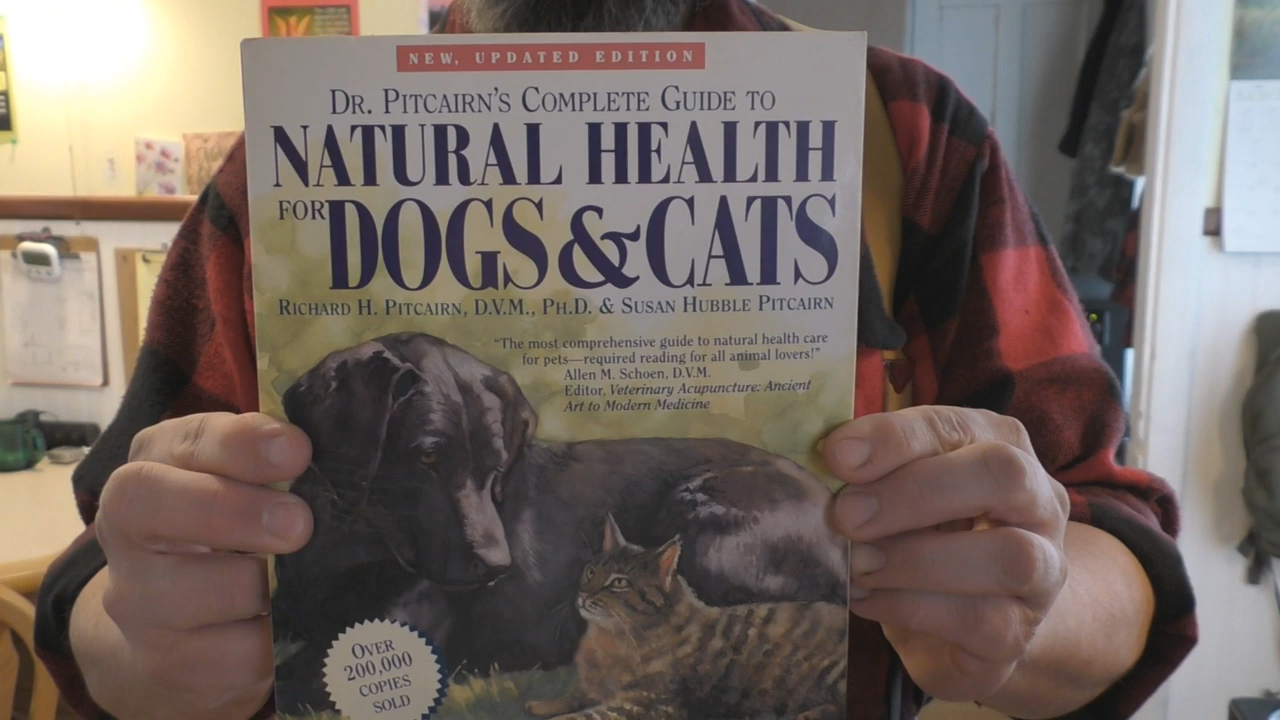 NEW, UPDATED EDITION
DR. PITCAIRN'S COMPLETE GUIDE TO
NATURAL HEALTH
FOR DOGS & CATS
RICHARD H. PITCAIRN, D.V.M., PH.D. & SUSAN HUBBLE PITCAIRN
"The most comprehensive guide to natural health care
for pets—required reading for all animal lovers!"
Allen M. Schoen, D.V.M.
Editor, Veterinary Acupuncture: Ancient
Art to Modern Medicine
OVER
200,000
COPIES
SOLD